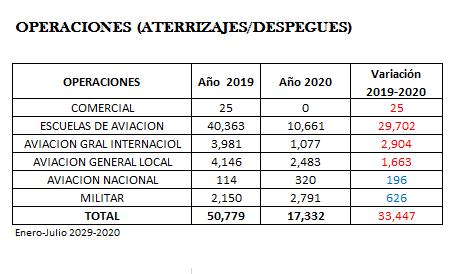 OPERACIONES (ATERRIZAJES/DESPEGUES)
OPERACIONES Año 2019 Año 2020 Variación 2019-2020
COMERCIAL 25 0 25
ESCUELAS DE AVIACION 40,363 10,661 29,702
AVIACION GRAL INTERNACIOL 3,981 1,077 2,904
AVIACION GENERAL LOCAL 4,146 2,483 1,663
AVIACION NACIONAL 114 320 196
MILITAR 2,150 2,791 626
TOTAL 50,779 17,332 33,447
Enero-Julio 2029-2020